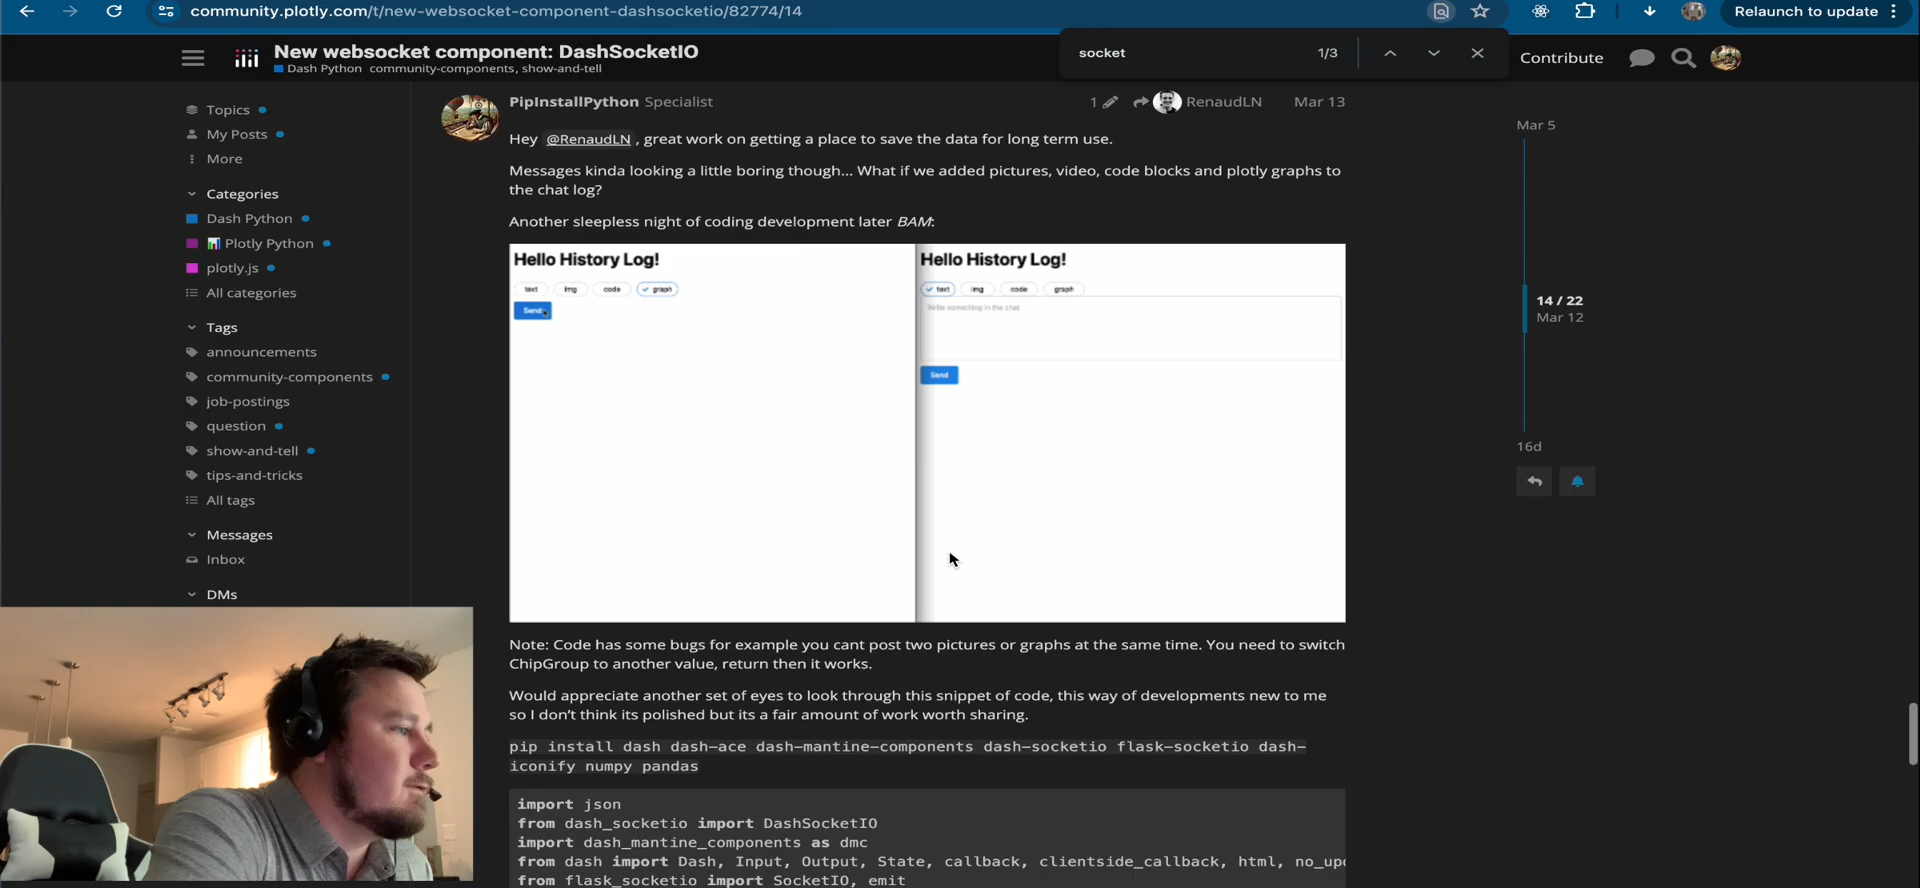 community.plotly.com/t/new-websocket-component-dashsocketio/82774/14
Relaunch to update
New websocket component: DashSocketIO
Dash Python community-components, show-and-tell
socket
1/3
Contribute
Topics
My Posts
More
Categories
Dash Python
Plotly Python
plotly.js
All categories
Tags
announcements
community-components
job-postings
question
show-and-tell
tips-and-tricks
All tags
Messages
Inbox
DMs
PipInstallPython Specialist
1
RenaudLN
Mar 13
Hey @RenaudLN , great work on getting a place to save the data for long term use.
Messages kinda looking a little boring though... What if we added pictures, video, code blocks and plotly graphs to
the chat log?
Another sleepless night of coding development later BAM:
Hello History Log!
text img code graph
Send
Hello History Log!
text img code graph
Write something in the chat
Send
Note: Code has some bugs for example you cant post two pictures or graphs at the same time. You need to switch
ChipGroup to another value, return then it works.
Would appreciate another set of eyes to look through this snippet of code, this way of developments new to me
so I don't think its polished but its a fair amount of work worth sharing.
pip install dash dash-ace dash-mantine-components dash-socketio flask-socketio dash-
iconify numpy pandas
import json
from dash_socketio import DashSocketIO
import dash_mantine_components as dmc
from dash import Dash, Input, Output, State, callback, clientside_callback, html,
from flask_socketio import SocketIO, emit
Mar 5
14 / 22
Mar 12
16d